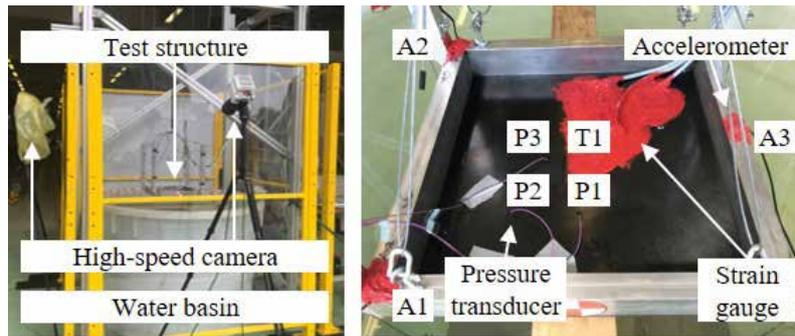 Test structure
High-speed camera
Water basin
A2
Accelerometer
P3
T1
A3
P2
P1
A1
Pressure
transducer
Strain
gauge